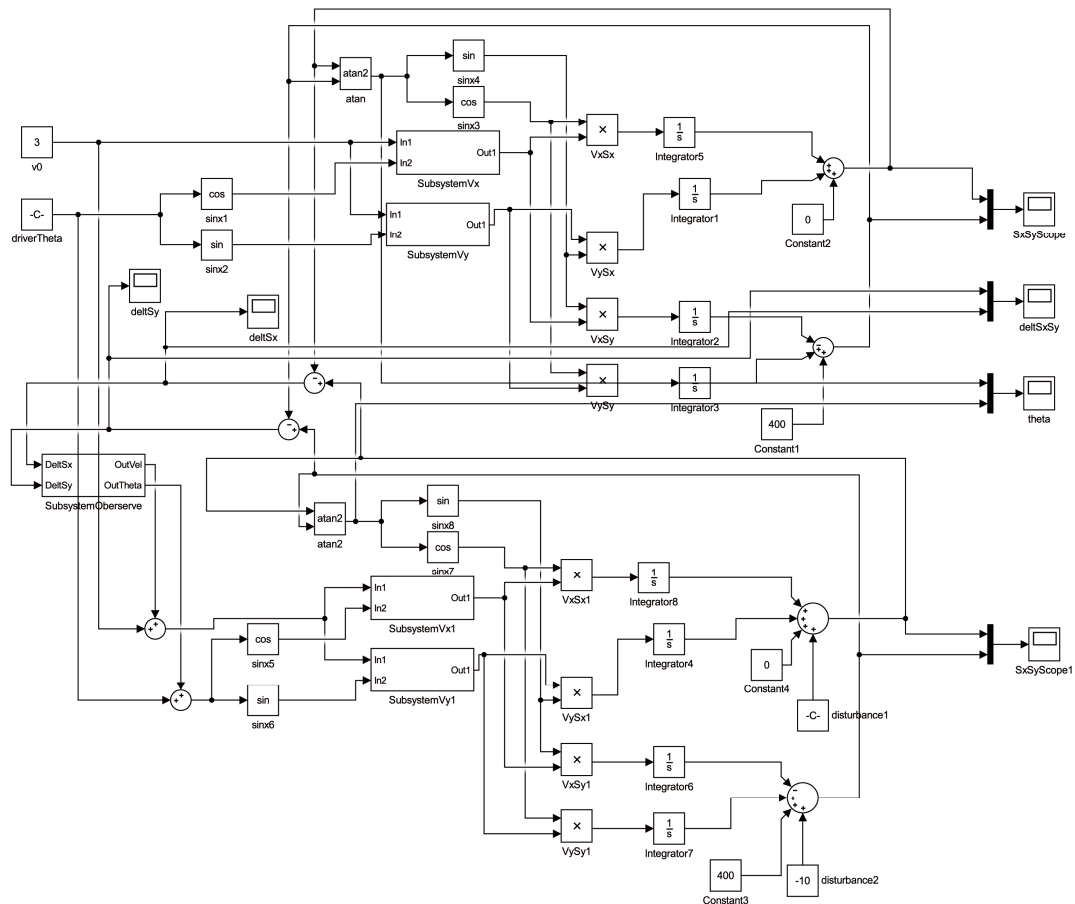 sin
sinx4
atan2
atan
cos
sinx3
3
v0
In1
In2
Out1
SubsystemVx
×
VxSx
1
s
Integrator5
cos
sinx1
-C-
driverTheta
sin
sinx2
In1
In2
Out1
SubsystemVy
×
VySx
1
s
Integrator1
+
+
+
0
Constant2
SxSyScope
deltSy
deltSx
×
VxSy
1
s
Integrator2
deltSxSy
−
+
+
×
VySy
1
s
Integrator3
400
Constant1
theta
−
+
−
+
DeltSx
DeltSy
OutVel
OutTheta
SubsystemOberserve
atan2
atan2
sin
sinx8
cos
sinx7
In1
In2
Out1
SubsystemVx1
×
VxSx1
1
s
Integrator8
+
+
cos
sinx5
In1
In2
Out1
SubsystemVy1
+
+
sin
sinx6
×
VySx1
1
s
Integrator4
+
+
+
+
0
Constant4
-C-
disturbance1
SxSyScope1
×
VxSy1
1
s
Integrator6
×
VySy1
1
s
Integrator7
−
+
+
+
400
Constant3
-10
disturbance2